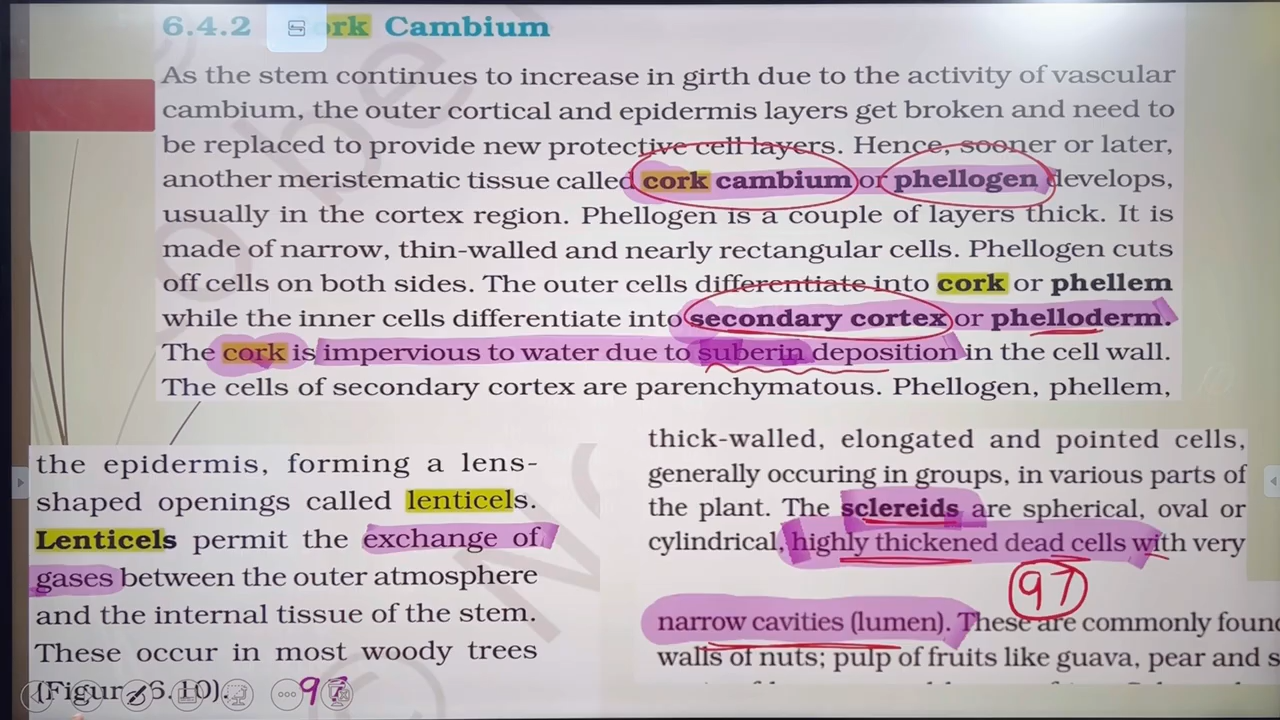 6.4.2 ork Cambium
As the stem continues to increase in girth due to the activity of vascular
cambium, the outer cortical and epidermis layers get broken and need to
be replaced to provide new protective cell layers. Hence, sooner or later,
another meristematic tissue called cork cambium or phellogen develops,
usually in the cortex region. Phellogen is a couple of layers thick. It is
made of narrow, thin-walled and nearly rectangular cells. Phellogen cuts
off cells on both sides. The outer cells differentiate into cork or phellem
while the inner cells differentiate into secondary cortex or phelloderm.
The cork is impervious to water due to suberin deposition in the cell wall.
The cells of secondary cortex are parenchymatous. Phellogen, phellem,
the epidermis, forming a lens-
shaped openings called lenticels.
Lenticels permit the exchange of
gases between the outer atmosphere
and the internal tissue of the stem.
These occur in most woody trees
(Figur 6.10).
thick-walled, elongated and pointed cells,
generally occuring in groups, in various parts of
the plant. The sclereids are spherical, oval or
cylindrical, highly thickened dead cells with very
97
narrow cavities (lumen). These are commonly found
walls of nuts; pulp of fruits like guava, pear and s